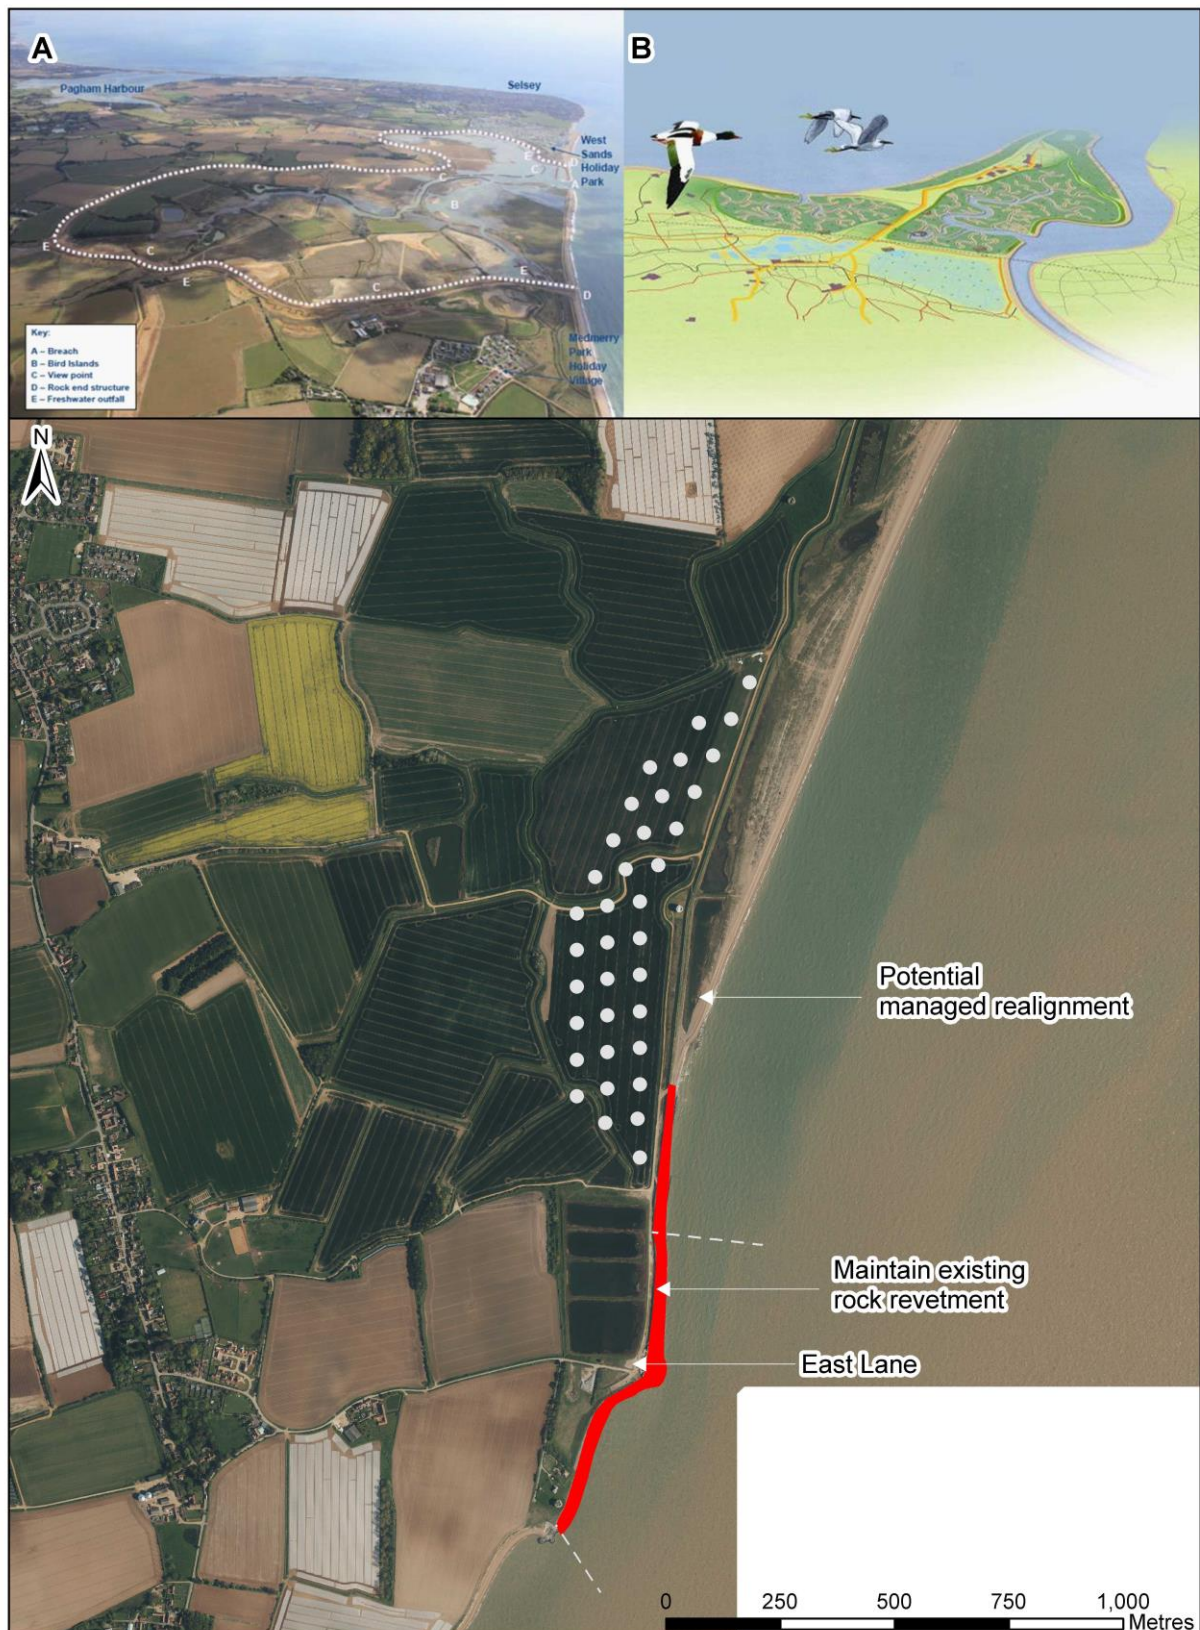 A
Pagham Harbour
Selsey
West
Sands
Holiday
Park
D
E
C
A
C
C
B
E
C
E
C
E
D
Medmerry
Park
Holiday
Village
Key:
A – Breach
B – Bird Islands
C – View point
D – Rock end structure
E – Freshwater outfall
B
N
Potential
managed realignment
Maintain existing
rock revetment
East Lane
0 250 500 750 1,000
Metres